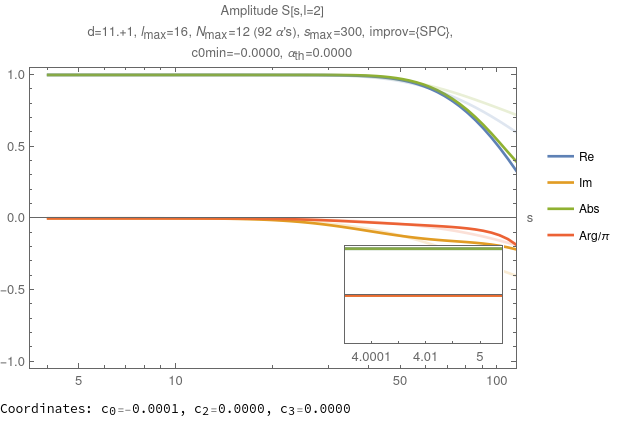 Amplitude S[s,l=2]
d=11.+1, lmax=16, Nmax=12 (92 α's), smax=300, improv={SPC},
c0min=-0.0000, αth=0.0000
1.0
0.5
0.0
-0.5
-1.0
s
Re
Im
Abs
Arg/π
4.0001 4.01 5
5 10 50 100
Coordinates: c0=-0.0001, c2=0.0000, c3=0.0000